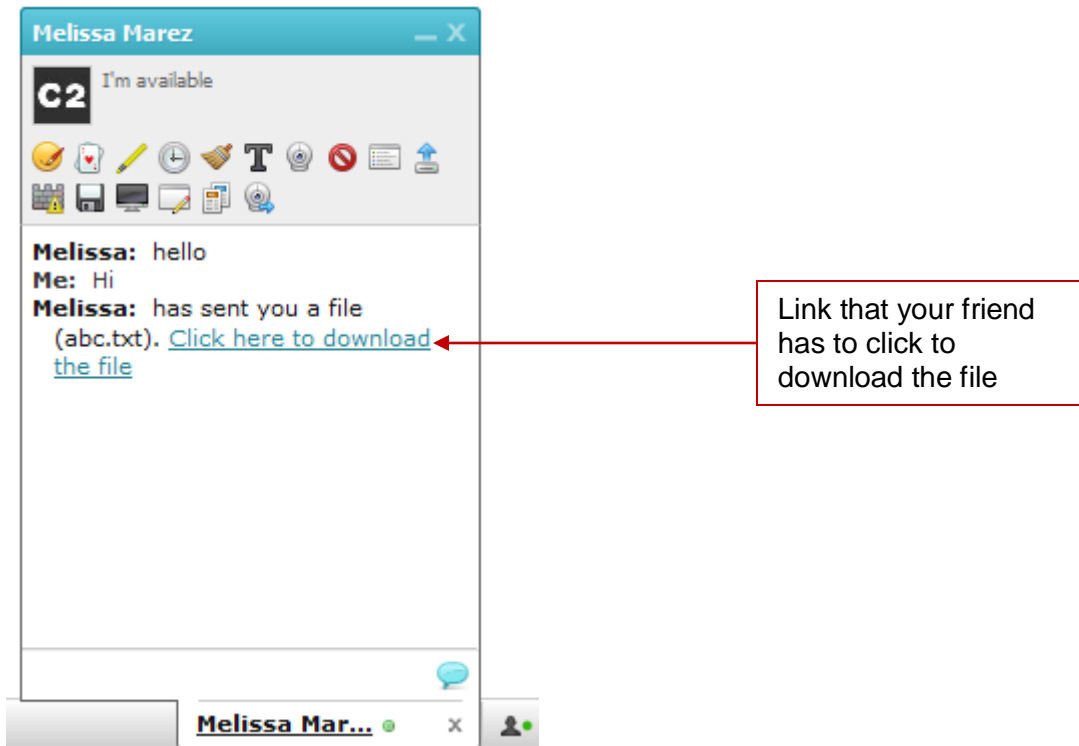 Melissa Marez
C2
I'm available
Melissa: hello
Me: Hi
Melissa: has sent you a file
(abc.txt). Click here to download
the file
Link that your friend
has to click to
download the file
Melissa Mar...